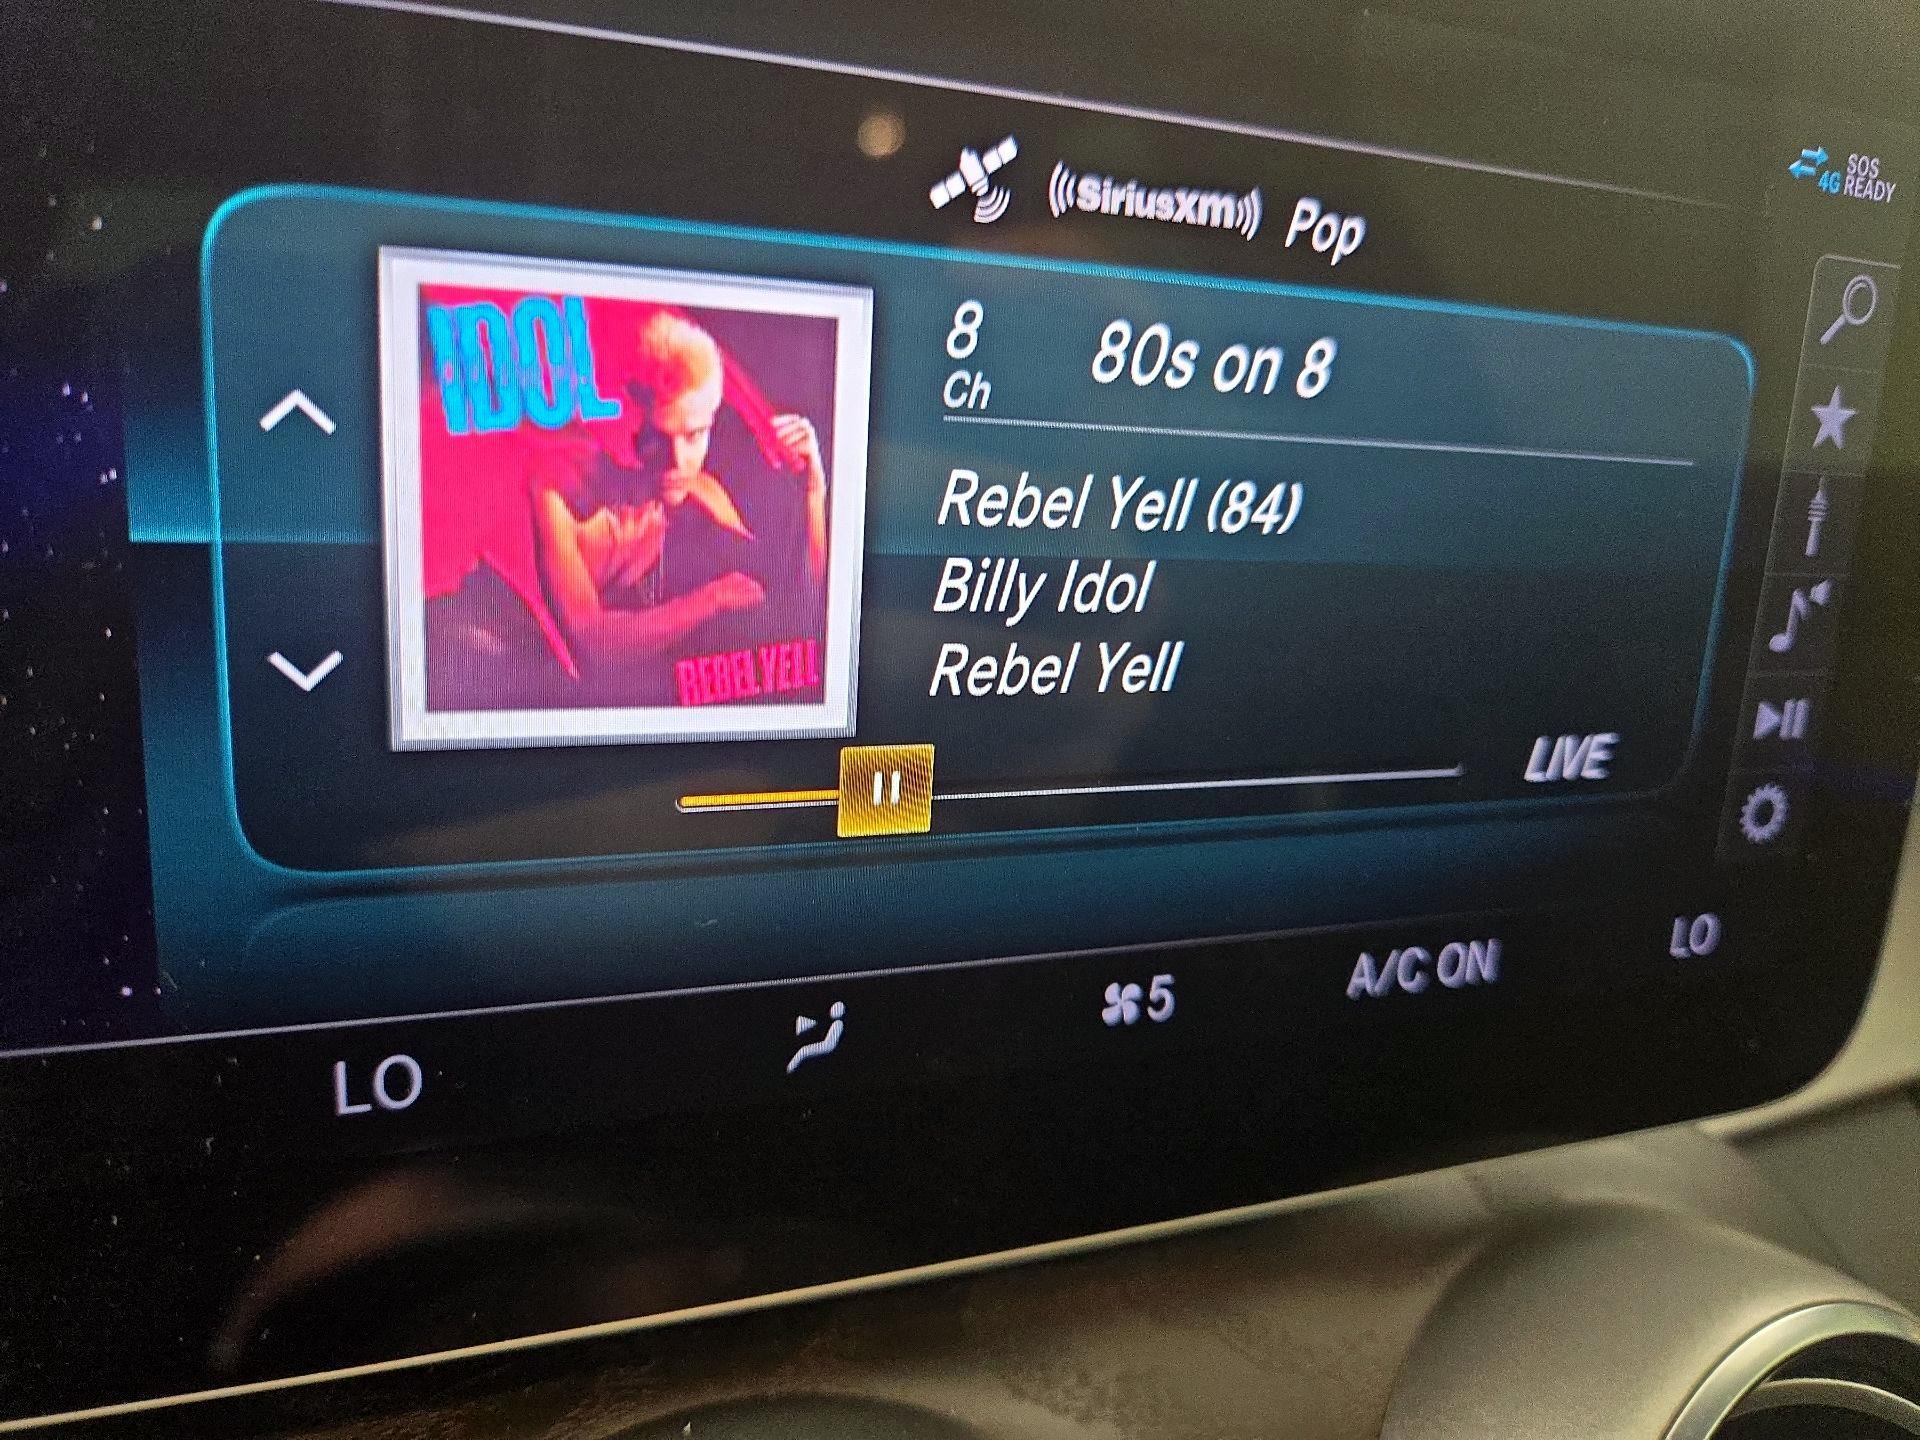 SiriusXM Pop
SOS
4G READY
IDOL
REBEL YELL
8
Ch
80s on 8
Rebel Yell (84)
Billy Idol
Rebel Yell
LIVE
LO
5
A/C ON
LO